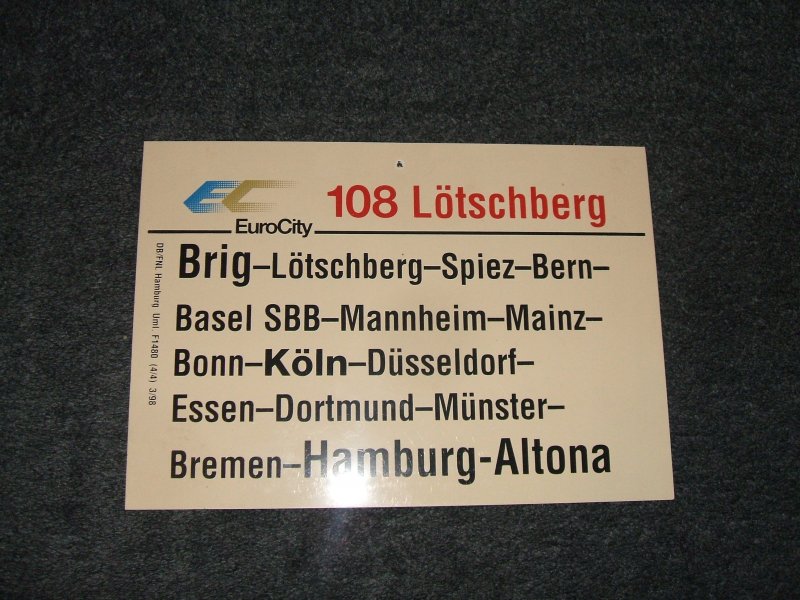 EC 108 Lötschberg
EuroCity
Brig–Lötschberg–Spiez–Bern–
Basel SBB–Mannheim–Mainz–
Bonn–Köln–Düsseldorf–
Essen–Dortmund–Münster–
Bremen–Hamburg-Altona
DB/FNL Hamburg Uml F1480 (4/4) 3/98